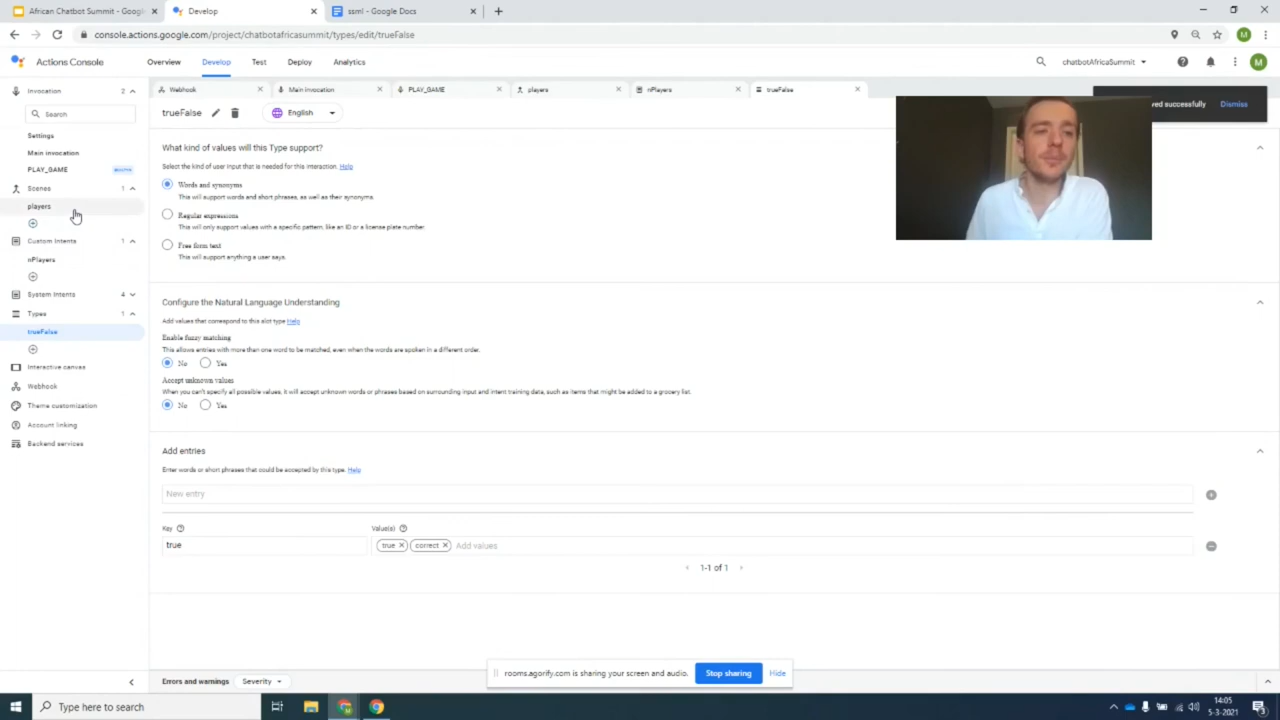 African Chatbot Summit - Google
Develop
ssml - Google Docs
console.actions.google.com/project/chatbotafricasummit/types/edit/trueFalse
M
Actions Console
Overview
Develop
Test
Deploy
Analytics
chatbotAfricaSummit
M
Invocation 2
Search
Settings
Main invocation
PLAY_GAME
Scenes 1
players
Custom Intents 1
nPlayers
System Intents 4
Types 1
trueFalse
Interactive canvas
Webhook
Theme customization
Account linking
Backend services
Webhook
Main invocation
PLAY_GAME
players
nPlayers
trueFalse
trueFalse
English
ved successfully
Dismiss
What kind of values will this Type support?
Select the kind of user input that is needed for this interaction. Help
Words and synonyms
This will support words and short phrases, as well as their synonyms.
Regular expressions
This will only support values with a specific pattern, like an ID or a license plate number.
Free form text
This will support anything a user says.
Configure the Natural Language Understanding
Add values that correspond to this slot type Help
Enable fuzzy matching
This allows entries with more than one word to be matched, even when the words are spoken in a different order.
No Yes
Accept unknown values
When you can't specify all possible values, it will accept unknown words or phrases based on surrounding input and intent training data, such as items that might be added to a grocery list.
No Yes
Add entries
Enter words or short phrases that could be accepted by this type. Help
New entry
Key
Value(s)
true
true
correct
Add values
1-1 of 1
rooms.agorify.com is sharing your screen and audio.
Stop sharing
Hide
Errors and warnings
Severity
Type here to search
14:05
5-3-2021